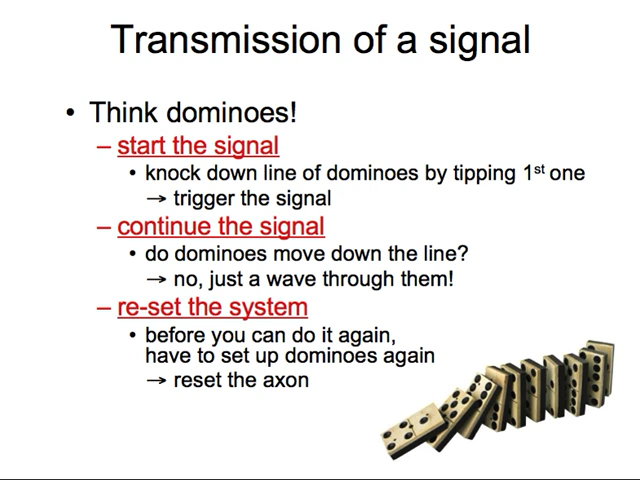 Transmission of a signal
• Think dominoes!
– start the signal
• knock down line of dominoes by tipping 1st one
→ trigger the signal
– continue the signal
• do dominoes move down the line?
→ no, just a wave through them!
– re-set the system
• before you can do it again,
have to set up dominoes again
→ reset the axon